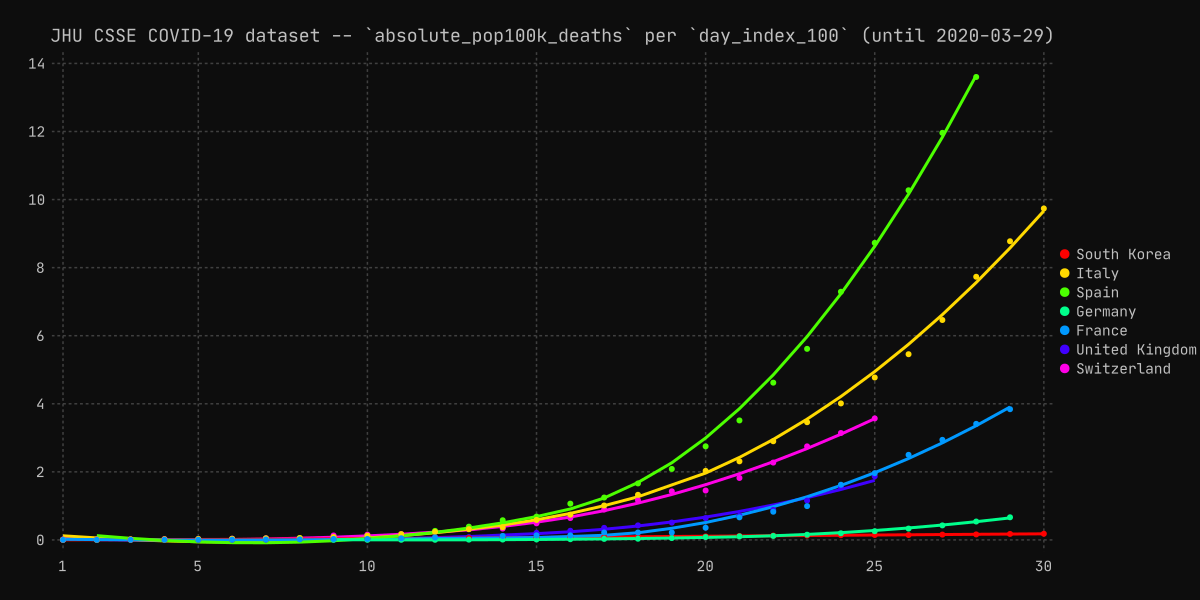 JHU CSSE COVID-19 dataset -- `absolute_pop100k_deaths` per `day_index_100` (until 2020-03-29)
14
12
10
8
6
4
2
0
1 5 10 15 20 25 30
South Korea
Italy
Spain
Germany
France
United Kingdom
Switzerland